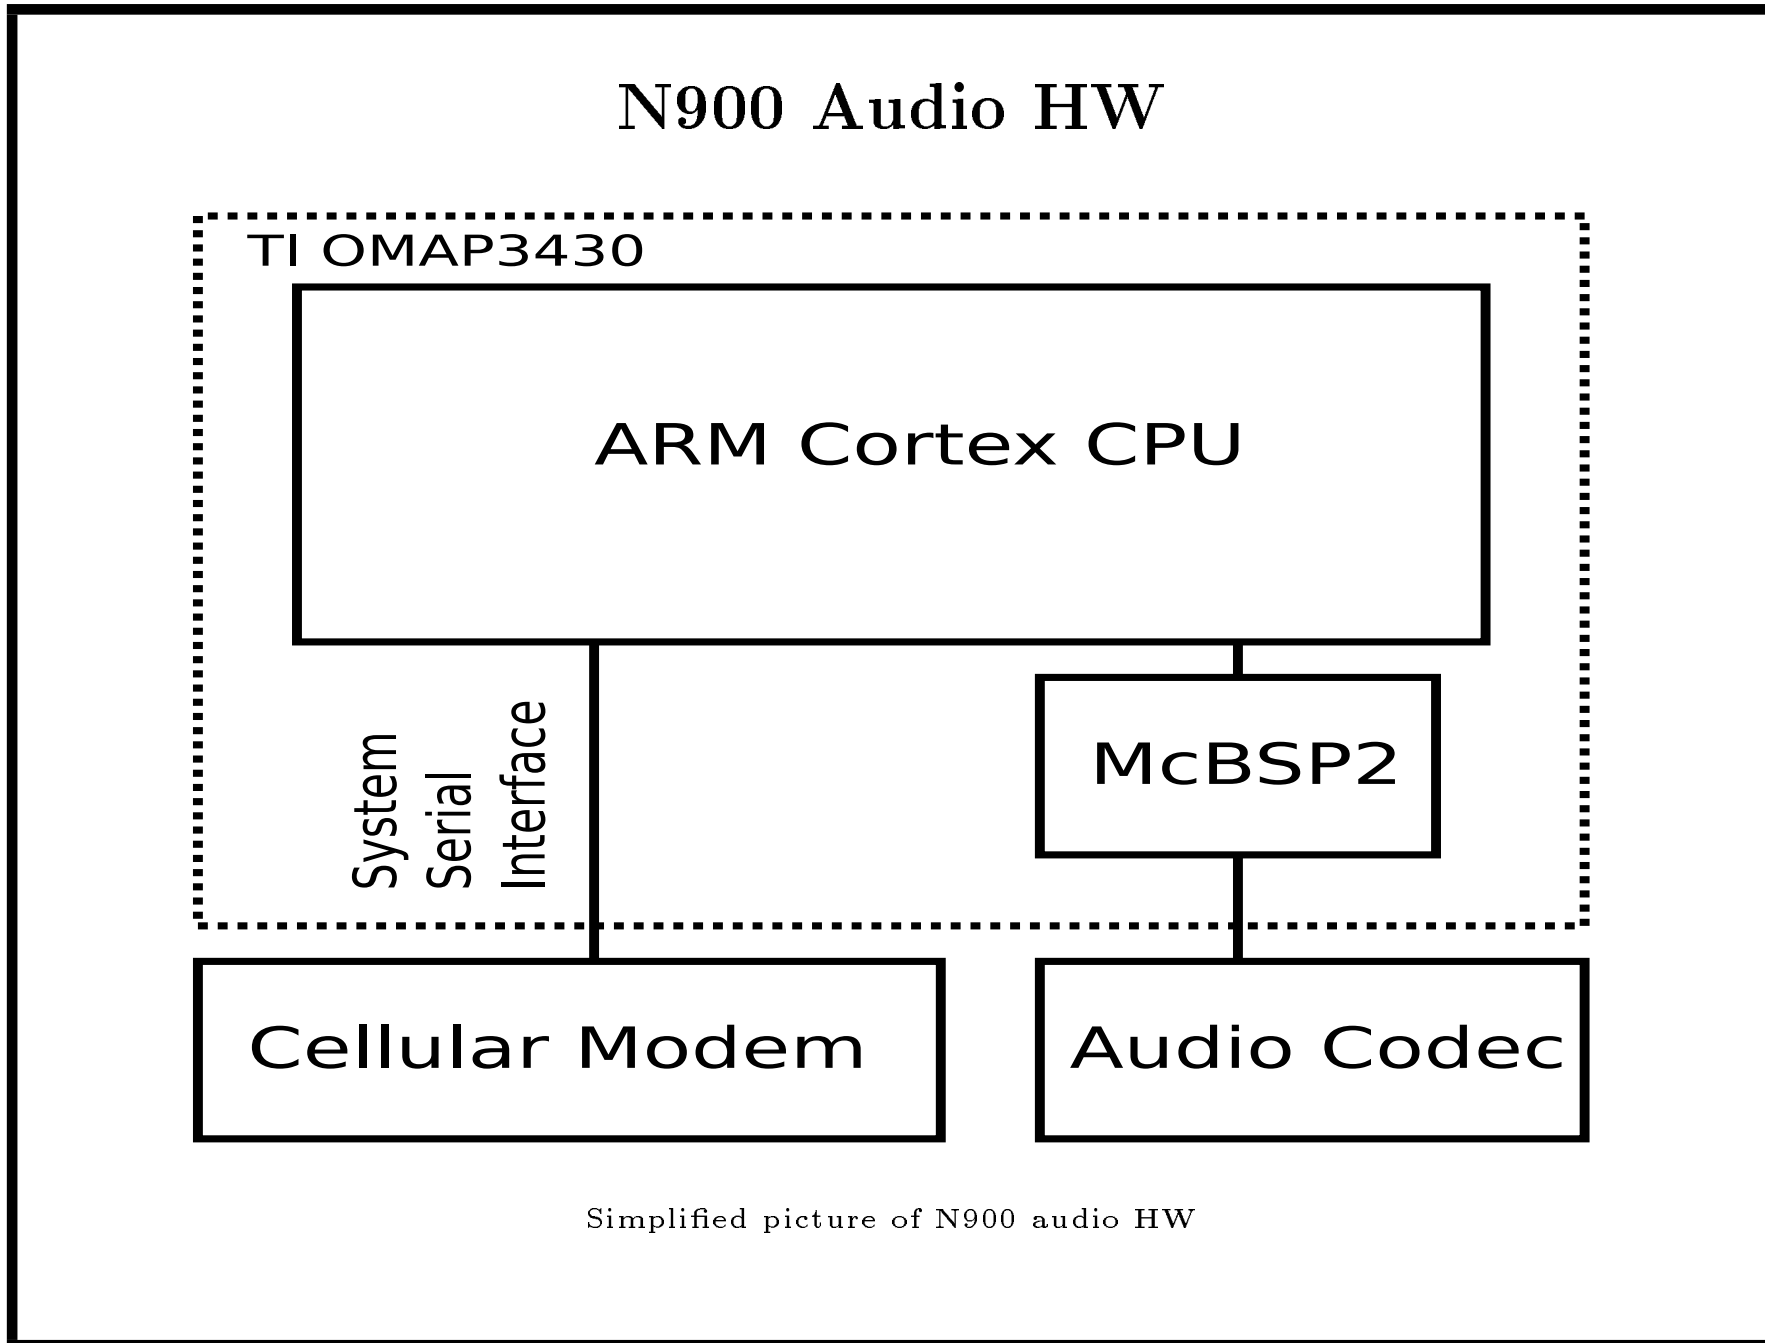 N900 Audio HW
TI OMAP3430
ARM Cortex CPU
System
Serial
Interface
McBSP2
Cellular Modem
Audio Codec
Simplified picture of N900 audio HW